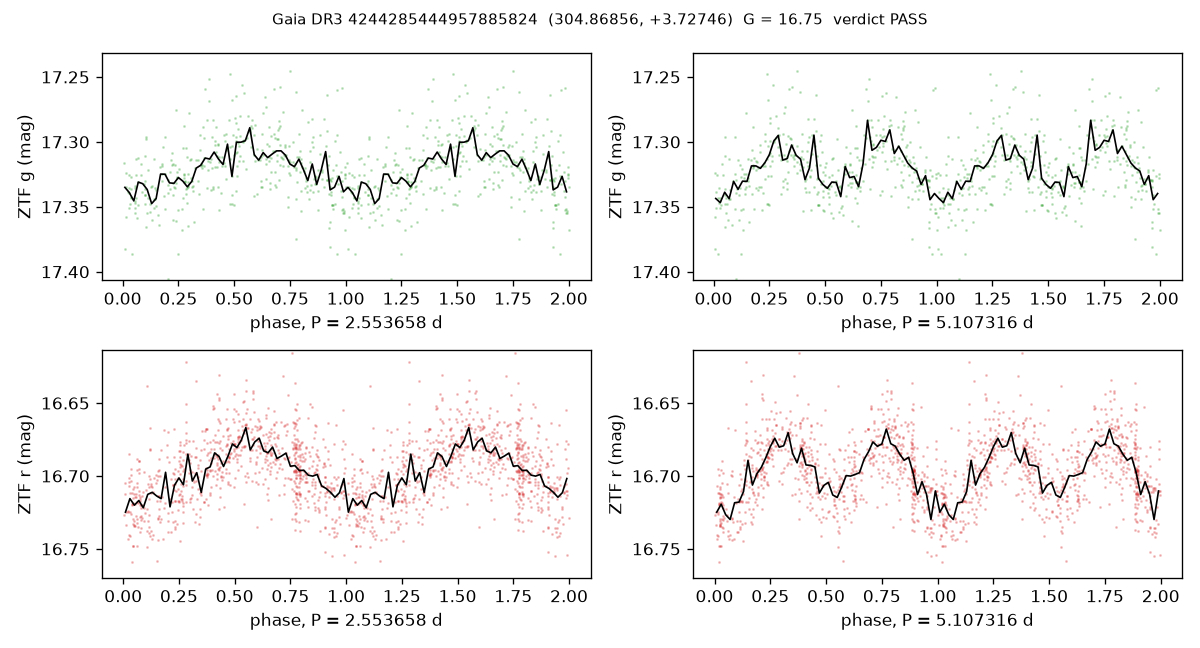 Gaia DR3 4244285444957885824 (304.86856, +3.72746) G = 16.75 verdict PASS
ZTF g (mag)
17.25
17.30
17.35
17.40
0.00 0.25 0.50 0.75 1.00 1.25 1.50 1.75 2.00
phase, P = 2.553658 d
ZTF g (mag)
17.25
17.30
17.35
17.40
0.00 0.25 0.50 0.75 1.00 1.25 1.50 1.75 2.00
phase, P = 5.107316 d
ZTF r (mag)
16.65
16.70
16.75
0.00 0.25 0.50 0.75 1.00 1.25 1.50 1.75 2.00
phase, P = 2.553658 d
ZTF r (mag)
16.65
16.70
16.75
0.00 0.25 0.50 0.75 1.00 1.25 1.50 1.75 2.00
phase, P = 5.107316 d